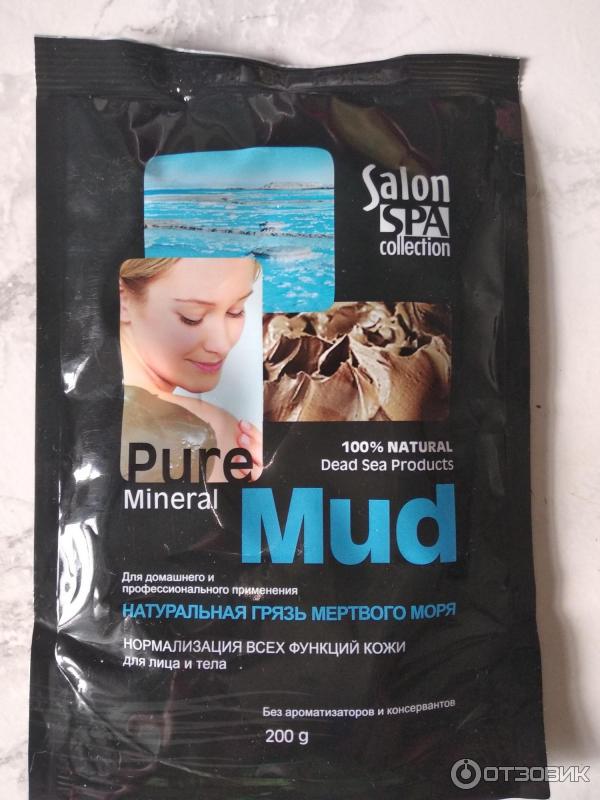 Salon
SPA
collection
100% NATURAL
Dead Sea Products
Pure
Mineral
Mud
Для домашнего и
профессионального применения
НАТУРАЛЬНАЯ ГРЯЗЬ МЕРТВОГО МОРЯ
НОРМАЛИЗАЦИЯ ВСЕХ ФУНКЦИЙ КОЖИ
для лица и тела
Без ароматизаторов и консервантов
200 g
ОТЗОВИК